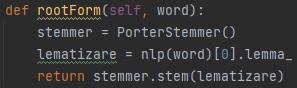 def rootForm(self, word):
    stemmer = PorterStemmer()
    lematizare = nlp(word)[0].lemma_
    return stemmer.stem(lematizare)